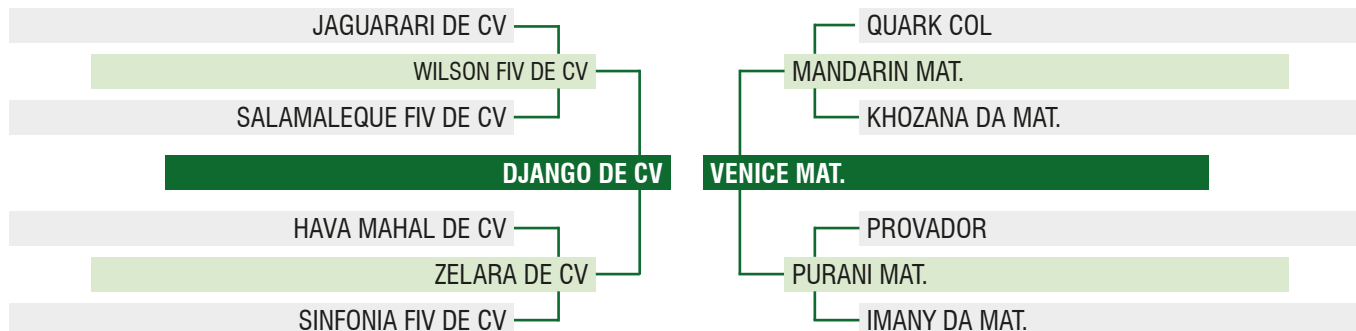 JAGUARARI DE CV
WILSON FIV DE CV
SALAMALEQUE FIV DE CV
DJANGO DE CV
HAVA MAHAL DE CV
ZELARA DE CV
SINFONIA FIV DE CV
QUARK COL
MANDARIN MAT.
KHOZANA DA MAT.
VENICE MAT.
PROVADOR
PURANI MAT.
IMANY DA MAT.